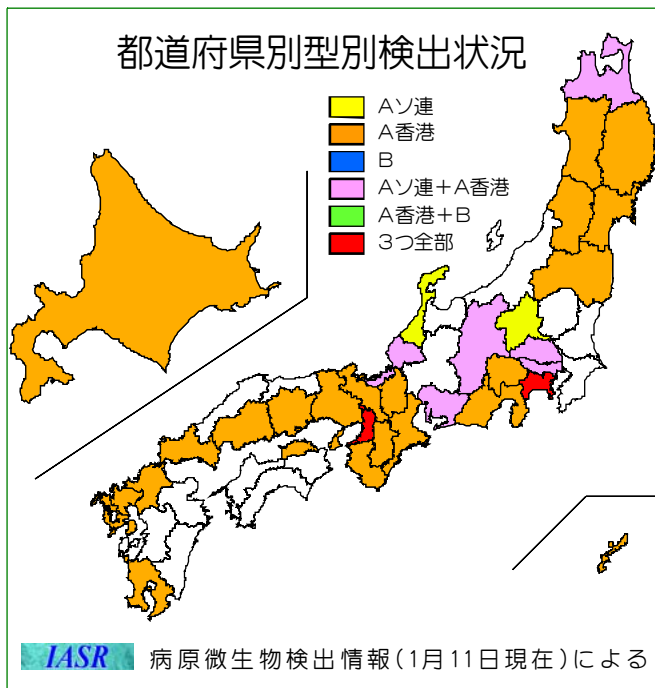 都道府県別型別検出状況
Aソ連
A香港
B
Aソ連+A香港
A香港+B
3つ全部
IASR 病原微生物検出情報(1月11日現在)による